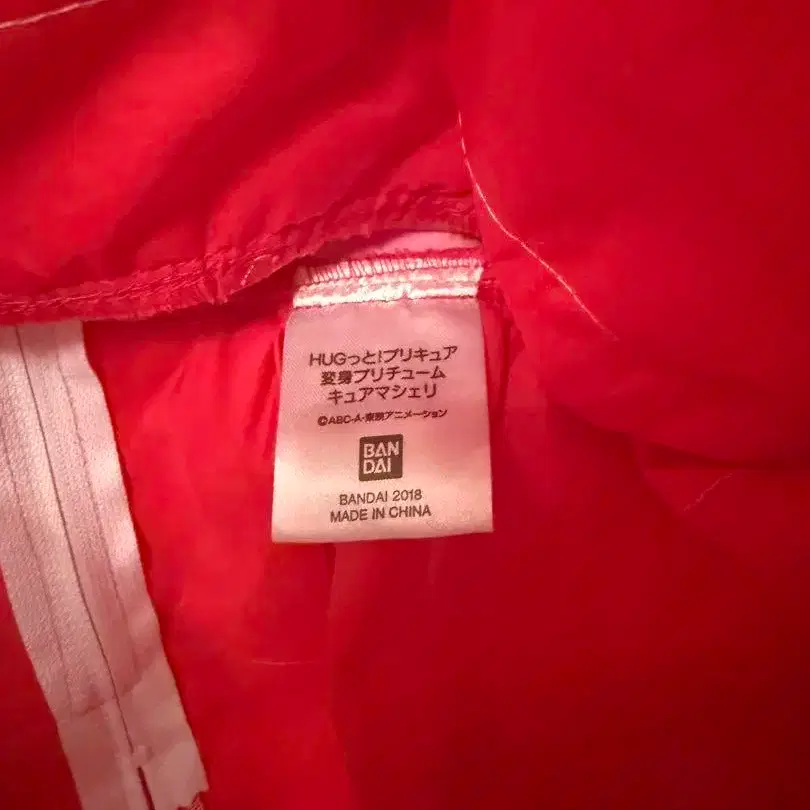 HUGっと!プリキュア
変身プリチューム
キュアマシェリ
©ABC-A・東映アニメーション
BAN
DAI
BANDAI 2018
MADE IN CHINA